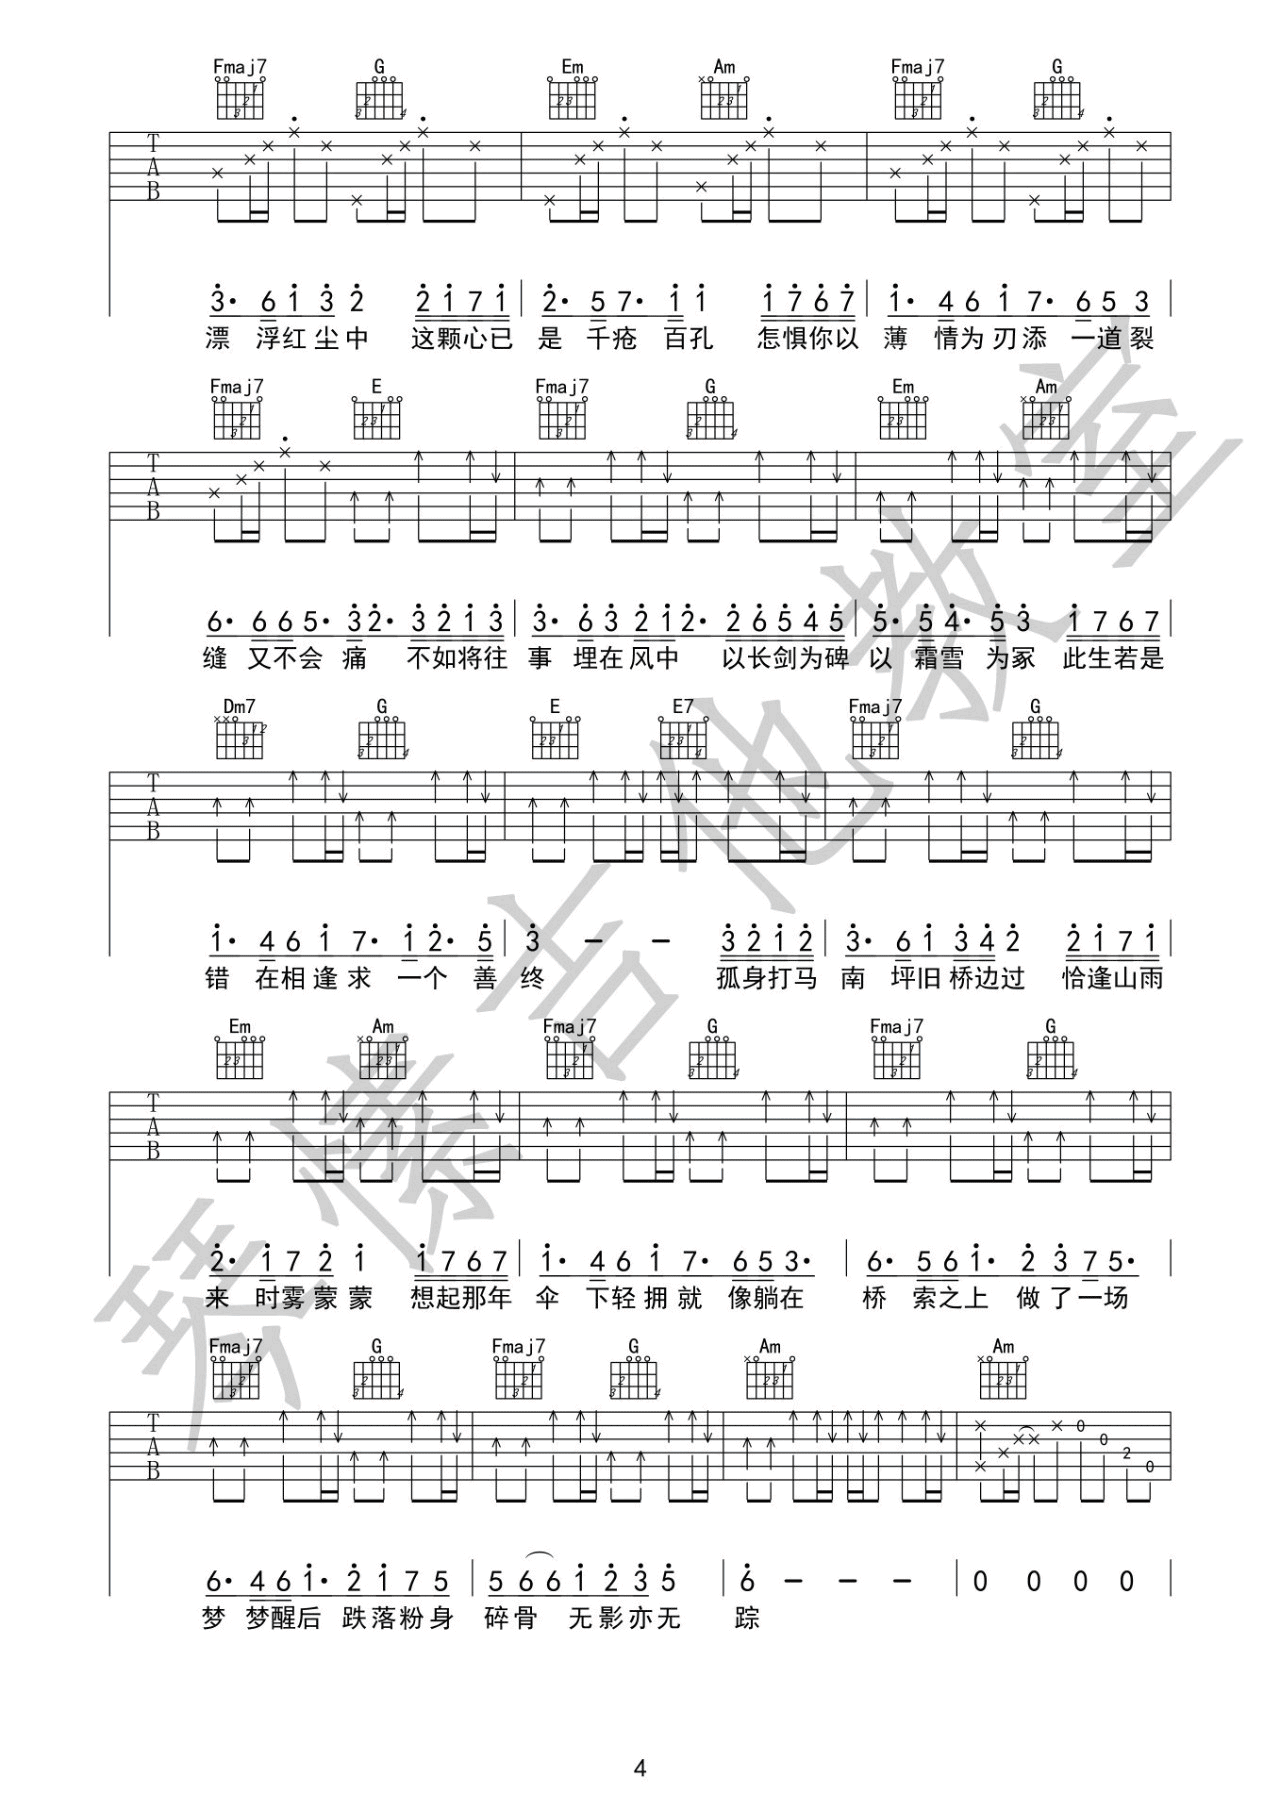 Fmaj7 G Em Am Fmaj7 G
T
A
B
3· 6 1 3 2 2 1 7 1 2· 5 7· 1 1 1 7 6 7 1· 4 6 1 7· 6 5 3
漂 浮红 尘中 这颗心已 是 千疮 百孔 怎惧你以 薄 情为 刃添 一道 裂
Fmaj7 E Fmaj7 G Em Am
T
A
B
6· 6 6 5· 3 2· 3 2 1 3 3· 6 3 2 1 2· 2 6 5 4 5 5· 5 4· 5 3 1 7 6 7
缝 又不会 痛 不如将往 事 埋在风中 以长剑为碑 以 霜雪 为冢 此生若是
Dm7 G E E7 Fmaj7 G
T
A
B
1· 4 6 1 7· 1 2· 5 3 – – 3 2 1 2 3· 6 1 3 4 2 2 1 7 1
错 在相逢求 一个 善 终 孤身打马 南 坪旧 桥边过 恰逢山雨
Em Am Fmaj7 G Fmaj7 G
T
A
B
2· 1 7 2 1 1 7 6 7 1· 4 6 1 7· 6 5 3· 6· 5 6 1· 2 3 7 5·
来 时雾蒙蒙 想起那年 伞 下轻拥就 像躺在 桥 索之上 做了一场
Fmaj7 G Fmaj7 G Am Am
T
A
B
0 0 2 0
6· 4 6 1· 2 1 7 5 5 6 6 1 2 3 5 6 – – – 0 0 0 0
梦 梦醒后 跌落粉身 碎骨 无影亦无 踪
4
琴傣吉他教室